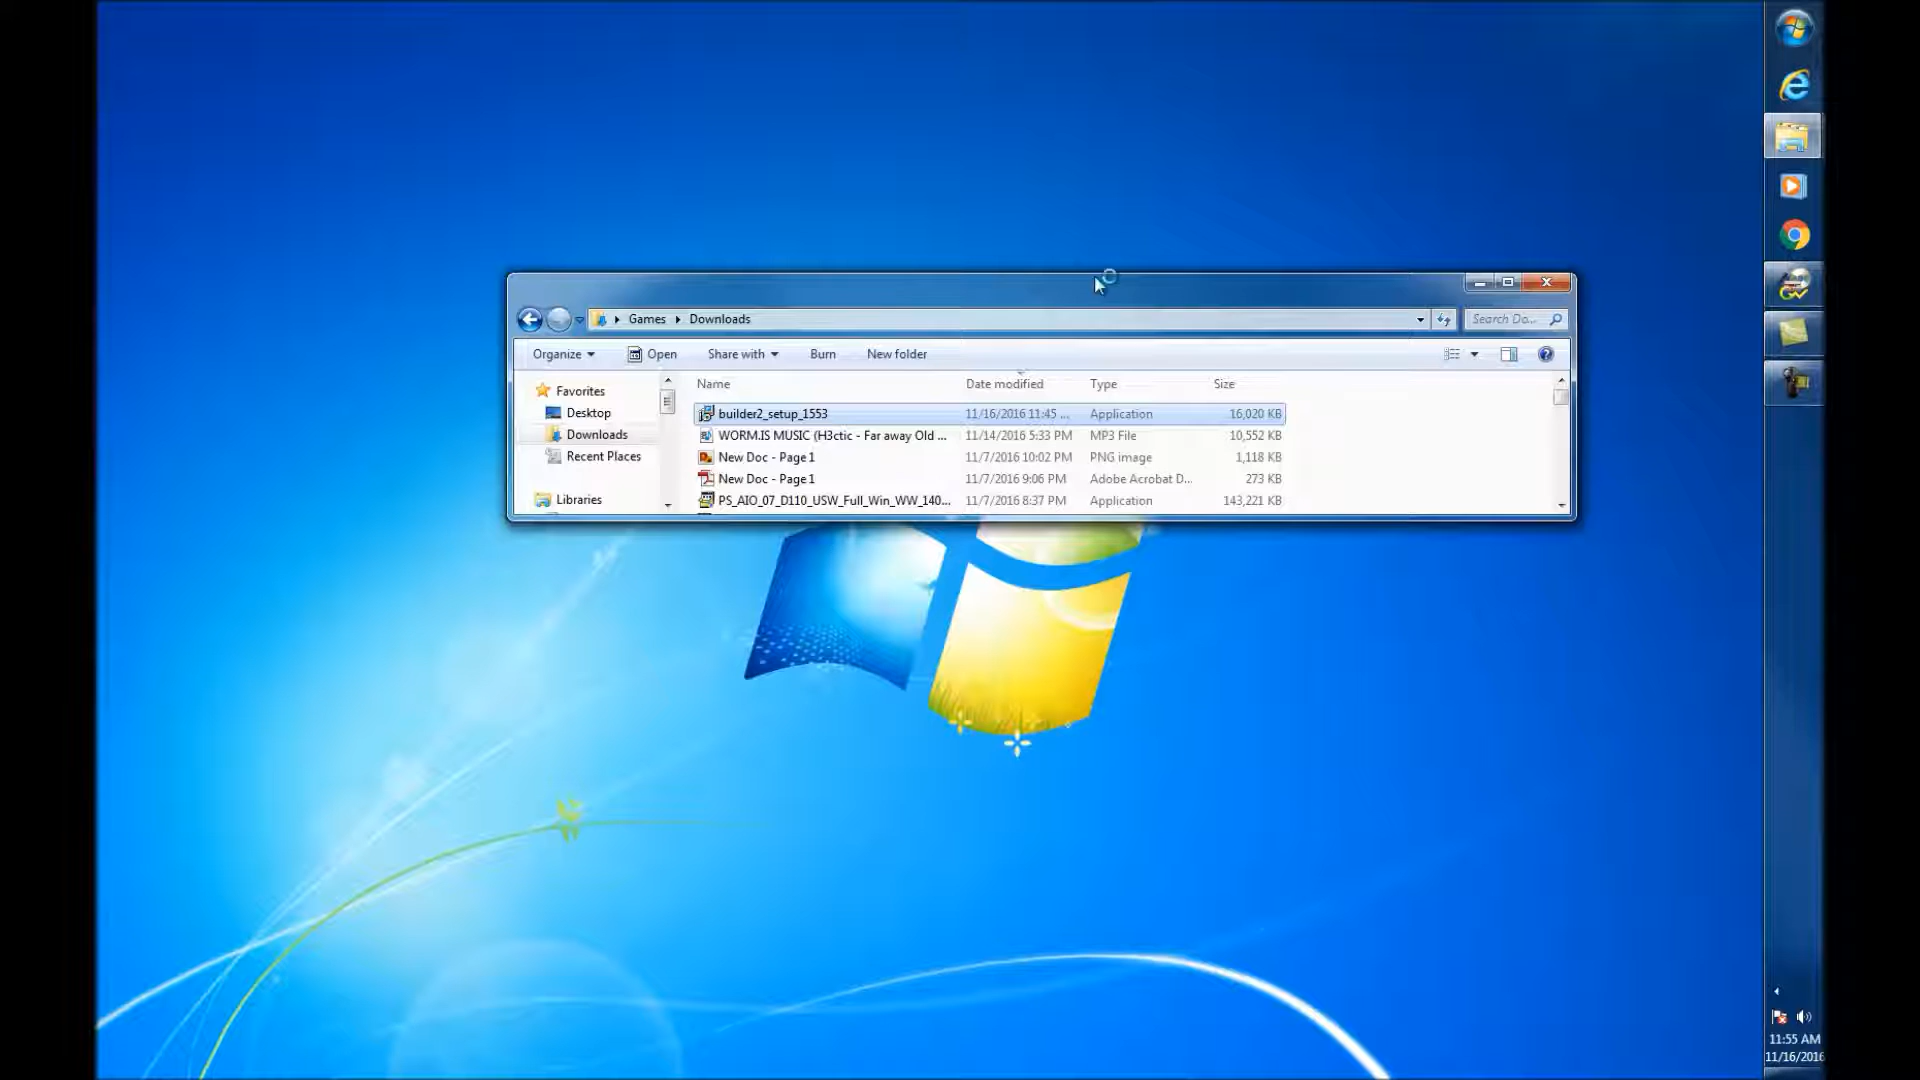 Games Downloads
Search Do...
Organize Open Share with Burn New folder
Favorites
Desktop
Downloads
Recent Places
Libraries
Name Date modified Type Size
builder2_setup_1553 11/16/2016 11:45 ... Application 16,020 KB
WORM.IS MUSIC (H3ctic - Far away Old ... 11/14/2016 5:33 PM MP3 File 10,552 KB
New Doc - Page 1 11/7/2016 10:02 PM PNG image 1,118 KB
New Doc - Page 1 11/7/2016 9:06 PM Adobe Acrobat D... 273 KB
PS_AIO_07_D110_USW_Full_Win_WW_140... 11/7/2016 8:37 PM Application 143,221 KB
11:55 AM
11/16/2016